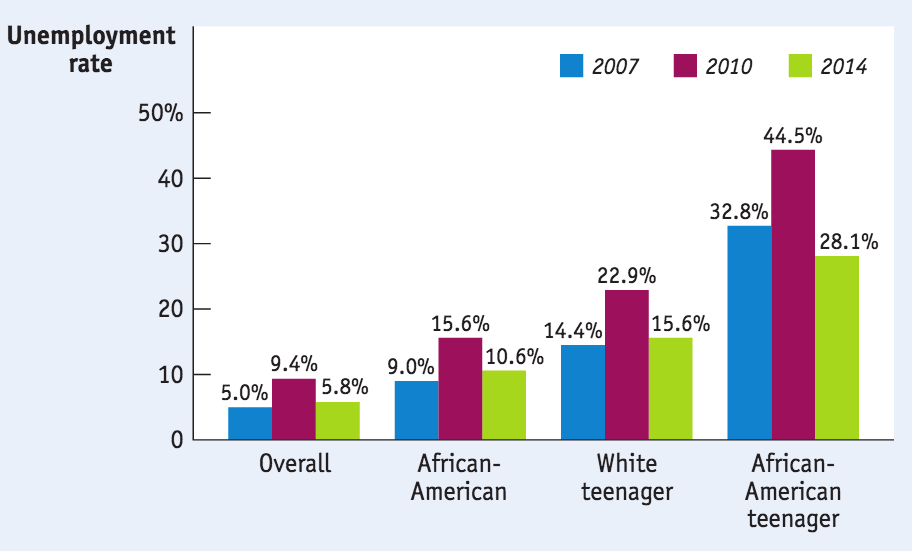 Unemployment
rate
2007
2010
2014
50%
40
30
20
10
0
5.0%
9.4%
5.8%
9.0%
15.6%
10.6%
14.4%
22.9%
15.6%
32.8%
44.5%
28.1%
Overall
African-
American
White
teenager
African-
American
teenager